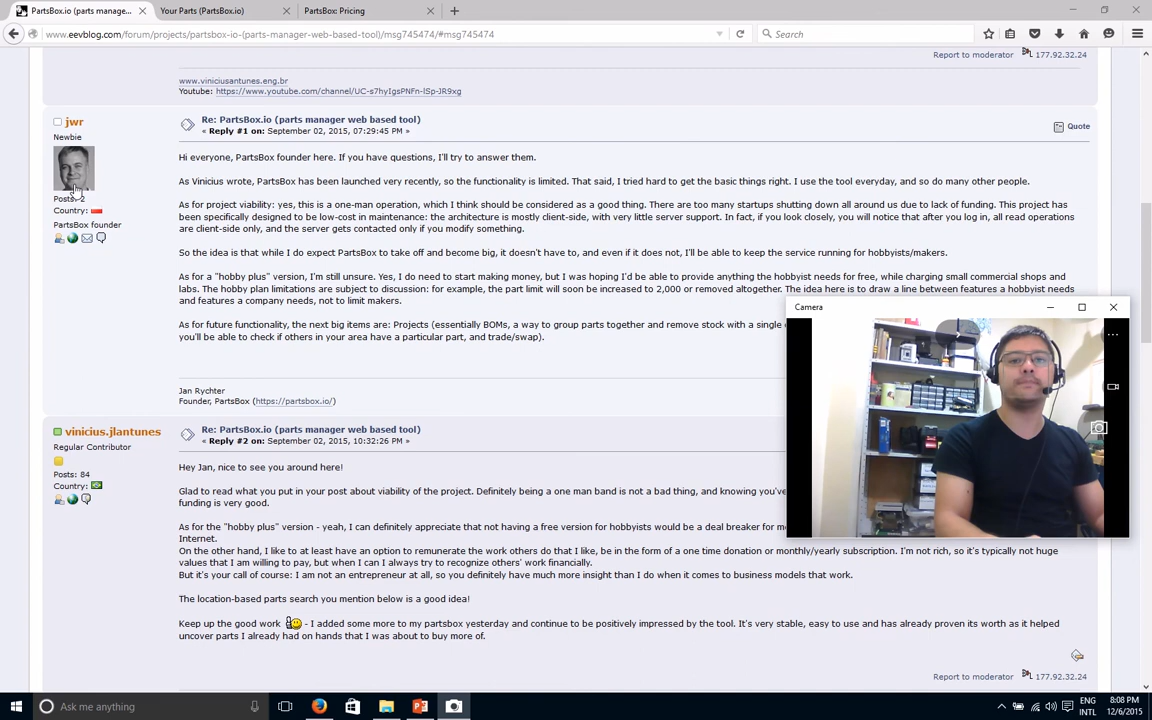 PartsBox.io (parts manage...
Your Parts (PartsBox.io)
PartsBox: Pricing
www.eevblog.com/forum/projects/partsbox-io-(parts-manager-web-based-tool)/msg745474/#msg745474
Search
Report to moderator 177.92.32.24
www.viniciusantunes.eng.br
Youtube: https://www.youtube.com/channel/UC-s7hyIgsPNFn-lSp-JR9xg
jwr
Newbie
Posts: 2
Country:
PartsBox founder
Re: PartsBox.io (parts manager web based tool)
« Reply #1 on: September 02, 2015, 07:29:45 PM »
Quote
Hi everyone, PartsBox founder here. If you have questions, I'll try to answer them.
As Vinicius wrote, PartsBox has been launched very recently, so the functionality is limited. That said, I tried hard to get the basic things right. I use the tool everyday, and so do many other people.
As for project viability: yes, this is a one-man operation, which I think should be considered as a good thing. There are too many startups shutting down all around us due to lack of funding. This project has
been specifically designed to be low-cost in maintenance: the architecture is mostly client-side, with very little server support. In fact, if you look closely, you will notice that after you log in, all read operations
are client-side only, and the server gets contacted only if you modify something.
So the idea is that while I do expect PartsBox to take off and become big, it doesn't have to, and even if it does not, I'll be able to keep the service running for hobbyists/makers.
As for a "hobby plus" version, I'm still unsure. Yes, I do need to start making money, but I was hoping I'd be able to provide anything the hobbyist needs for free, while charging small commercial shops and
labs. The hobby plan limitations are subject to discussion: for example, the part limit will soon be increased to 2,000 or removed altogether. The idea here is to draw a line between features a hobbyist needs
and features a company needs, not to limit makers.
As for future functionality, the next big items are: Projects (essentially BOMs, a way to group parts together and remove stock with a single
you'll be able to check if others in your area have a particular part, and trade/swap).
Jan Rychter
Founder, PartsBox (https://partsbox.io/)
Camera
vinicius.jlantunes
Regular Contributor
Posts: 84
Country:
Re: PartsBox.io (parts manager web based tool)
« Reply #2 on: September 02, 2015, 10:32:26 PM »
Hey Jan, nice to see you around here!
Glad to read what you put in your post about viability of the project. Definitely being a one man band is not a bad thing, and knowing you've
funding is very good.
As for the "hobby plus" version - yeah, I can definitely appreciate that not having a free version for hobbyists would be a deal breaker for
Internet.
On the other hand, I like to at least have an option to remunerate the work others do that I like, be in the form of a one time donation or monthly/yearly subscription. I'm not rich, so it's typically not huge
values that I am willing to pay, but when I can I always try to recognize others' work financially.
But it's your call of course: I am not an entrepreneur at all, so you definitely have much more insight than I do when it comes to business models that work.
The location-based parts search you mention below is a good idea!
Keep up the good work - I added some more to my partsbox yesterday and continue to be positively impressed by the tool. It's very stable, easy to use and has already proven its worth as it helped
uncover parts I already had on hands that I was about to buy more of.
Report to moderator 177.92.32.24
Ask me anything
ENG
INTL
8:08 PM
12/6/2015